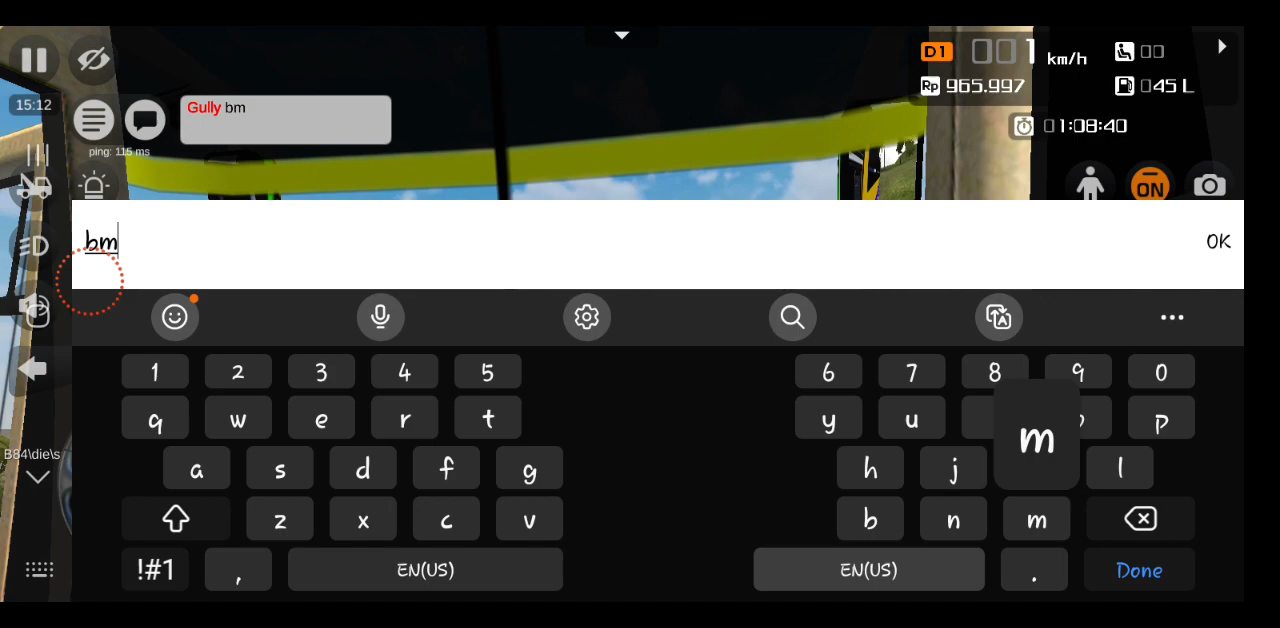 D1 001 km/h 00
15:12
Gully bm
Rp 965.997 045 L
ping: 115 ms
01:08:40
ON
bm
OK
1 2 3 4 5 6 7 8 9 0
q w e r t y u p
m
a s d f g h j l
B84\die\s
z x c v b n m
!#1 , EN(US) EN(US) . Done